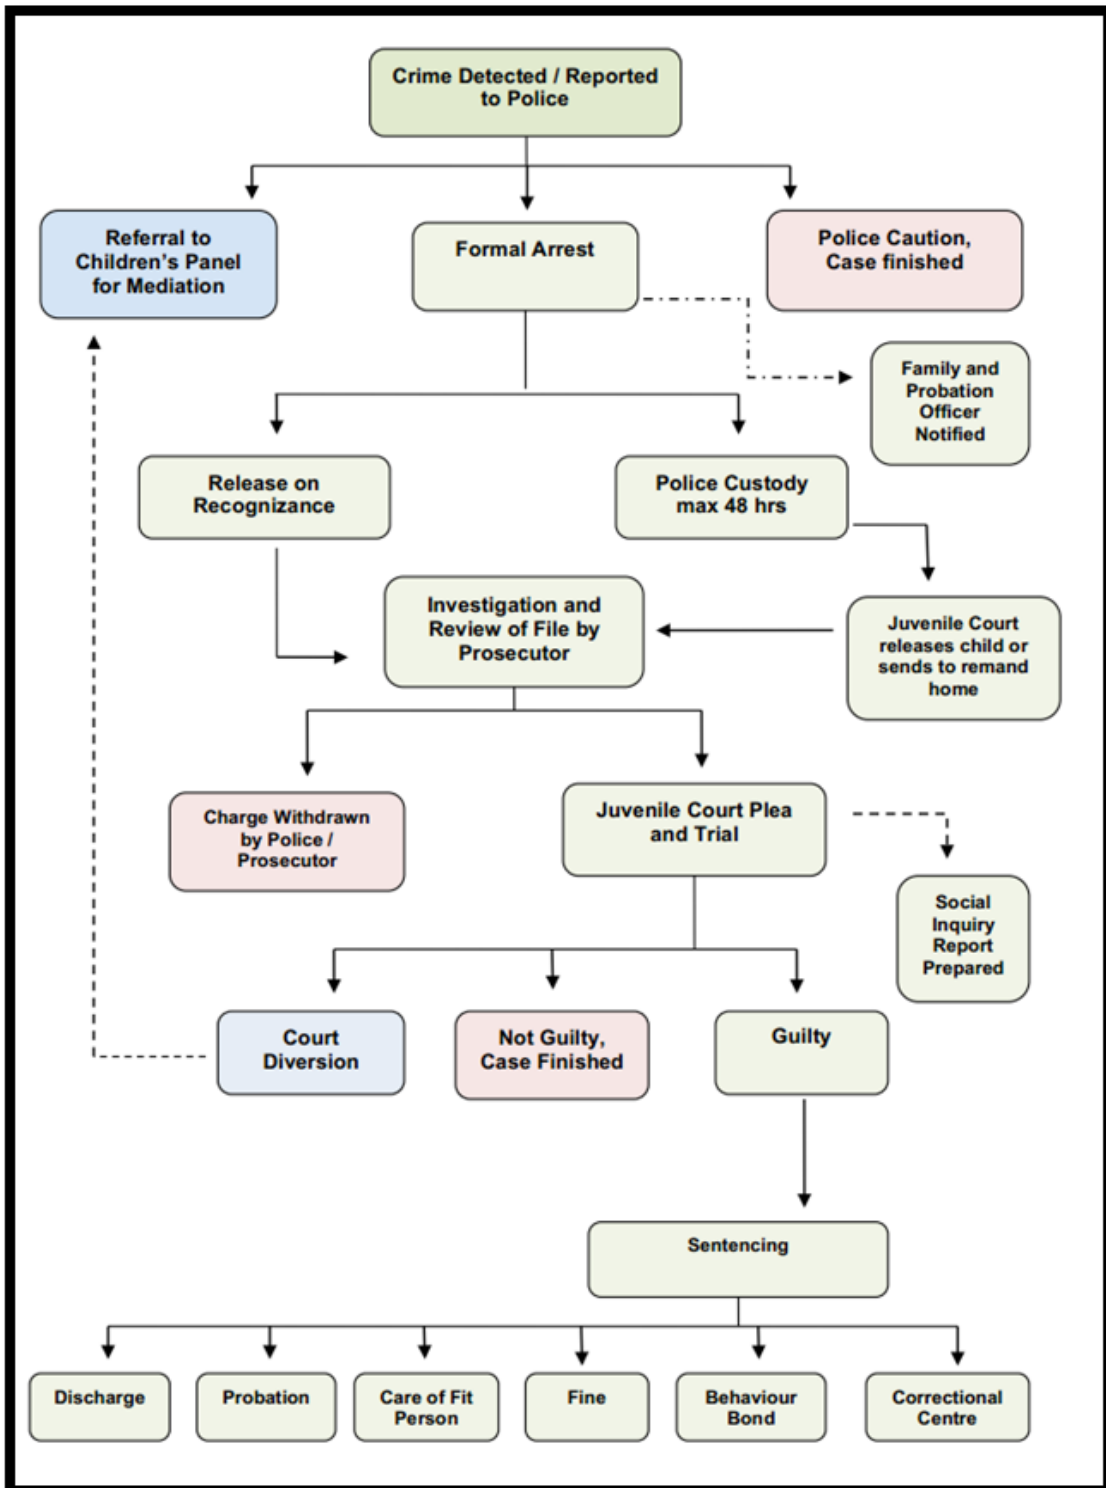 Crime Detected / Reported
to Police
Referral to
Children's Panel
for Mediation
Formal Arrest
Police Caution,
Case finished
Family and
Probation
Officer
Notified
Release on
Recognizance
Police Custody
max 48 hrs
Investigation and
Review of File by
Prosecutor
Juvenile Court
releases child or
sends to remand
home
Charge Withdrawn
by Police /
Prosecutor
Juvenile Court Plea
and Trial
Social
Inquiry
Report
Prepared
Court
Diversion
Not Guilty,
Case Finished
Guilty
Sentencing
Discharge
Probation
Care of Fit
Person
Fine
Behaviour
Bond
Correctional
Centre